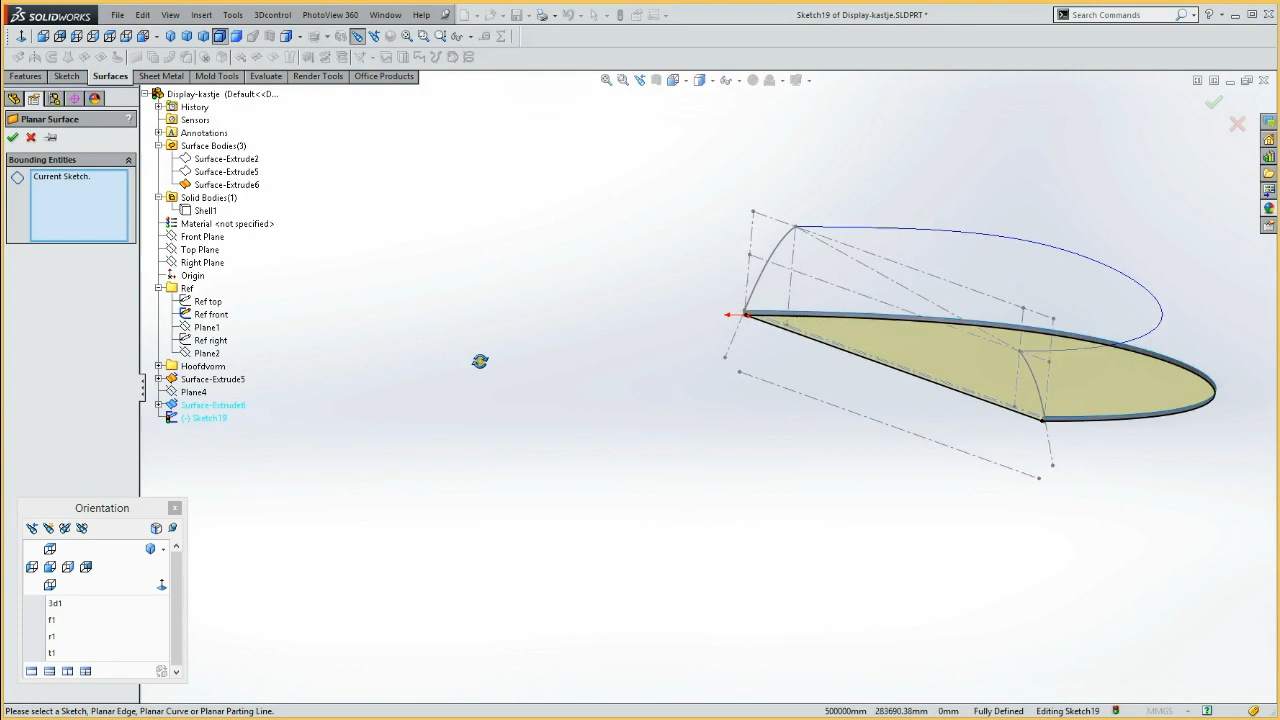 SOLIDWORKS File Edit View Insert Tools 3Dcontrol PhotoView 360 Window Help Sketch19 of Display-kastje.SLDPRT * Search Commands
Features Sketch Surfaces Sheet Metal Mold Tools Evaluate Render Tools Office Products
Planar Surface ?
Bounding Entities
Current Sketch.
Display-kastje (Default<<D...
History
Sensors
Annotations
Surface Bodies(3)
Surface-Extrude2
Surface-Extrude5
Surface-Extrude6
Solid Bodies(1)
Shell1
Material <not specified>
Front Plane
Top Plane
Right Plane
Origin
Ref
Ref top
Ref front
Plane1
Ref right
Plane2
Hoofdvorm
Surface-Extrude5
Plane4
Surface-Extrude6
(-) Sketch19
Orientation
3d1
f1
r1
t1
Please select a Sketch, Planar Edge, Planar Curve or Planar Parting Line. 500000mm 283690.38mm 0mm Fully Defined Editing Sketch19 MMGS